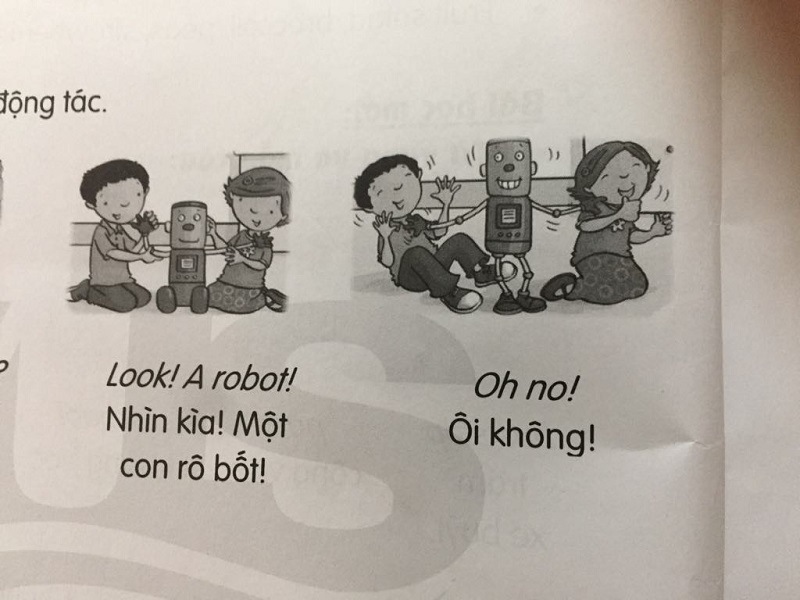 động tác.
Look! A robot!
Nhìn kìa! Một
con rô bốt!
Oh no!
Ôi không!